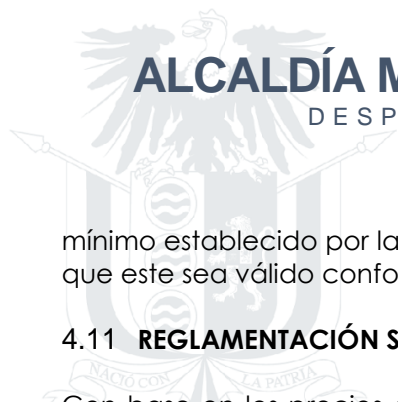 ALCALDÍA
DESP
mínimo establecido por la
que este sea válido confo
4.11 REGLAMENTACIÓN S
NACIÓ CON LA PATRIA